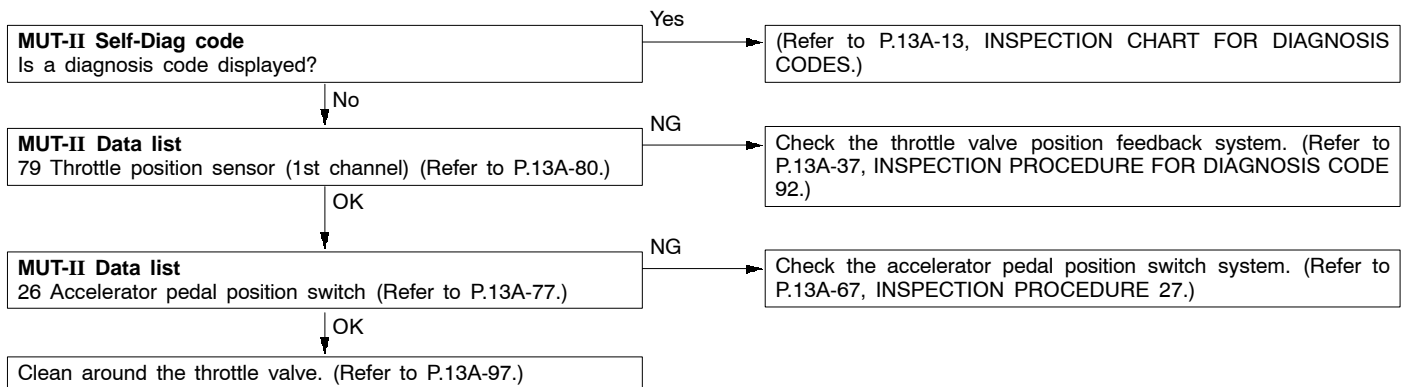 MUT-II Self-Diag code
Is a diagnosis code displayed?
Yes
(Refer to P.13A-13, INSPECTION CHART FOR DIAGNOSIS
CODES.)
No
MUT-II Data list
79 Throttle position sensor (1st channel) (Refer to P.13A-80.)
NG
Check the throttle valve position feedback system. (Refer to
P.13A-37, INSPECTION PROCEDURE FOR DIAGNOSIS CODE
92.)
OK
MUT-II Data list
26 Accelerator pedal position switch (Refer to P.13A-77.)
NG
Check the accelerator pedal position switch system. (Refer to
P.13A-67, INSPECTION PROCEDURE 27.)
OK
Clean around the throttle valve. (Refer to P.13A-97.)